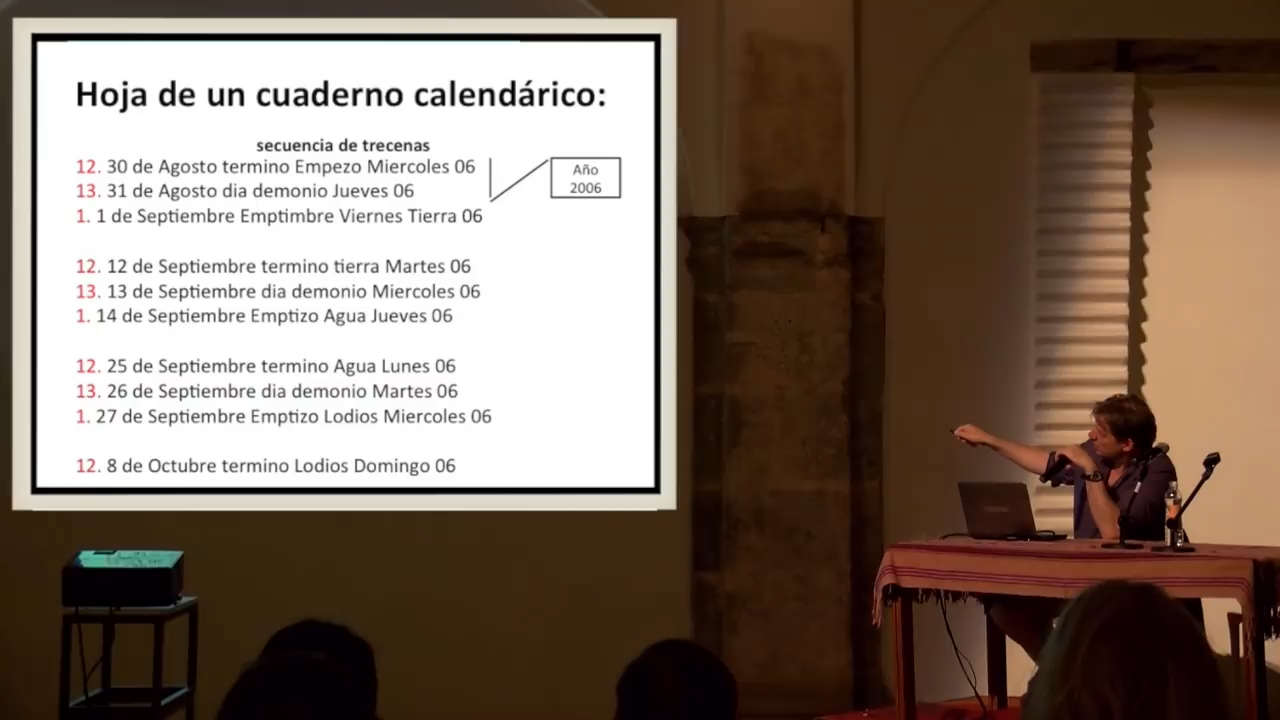 Hoja de un cuaderno calendárico:
secuencia de trecenas
12. 30 de Agosto termino Empezo Miercoles 06
13. 31 de Agosto dia demonio Jueves 06
1. 1 de Septiembre Emptimbre Viernes Tierra 06
Año
2006
12. 12 de Septiembre termino tierra Martes 06
13. 13 de Septiembre dia demonio Miercoles 06
1. 14 de Septiembre Emptizo Agua Jueves 06
12. 25 de Septiembre termino Agua Lunes 06
13. 26 de Septiembre dia demonio Martes 06
1. 27 de Septiembre Emptizo Lodios Miercoles 06
12. 8 de Octubre termino Lodios Domingo 06